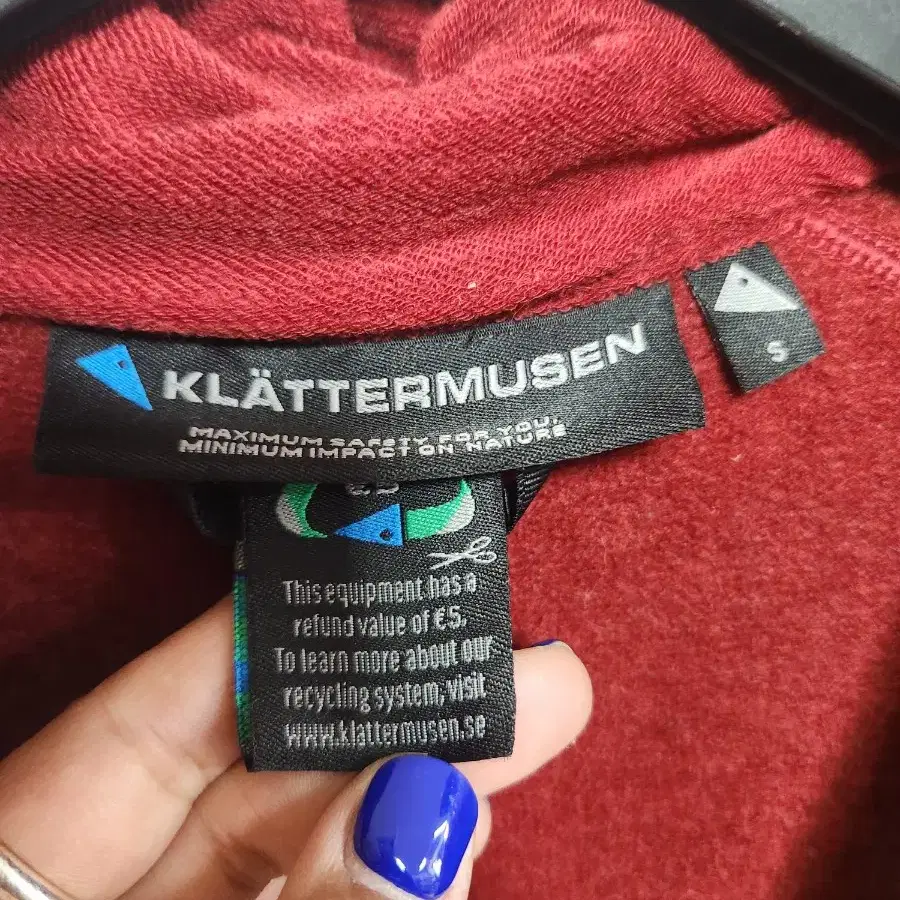 KLÄTTERMUSEN
MAXIMUM SAFETY FOR YOU.
MINIMUM IMPACT ON NATURE
S
This equipment has a
refund value of €5.
To learn more about our
recycling system, visit
www.klattermusen.se